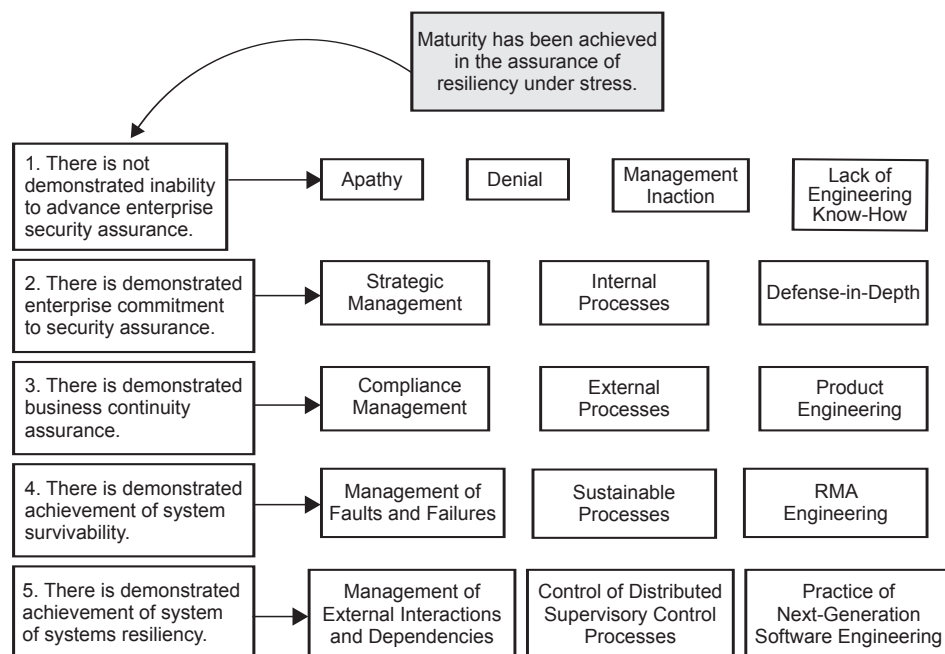 Maturity has been achieved
in the assurance of
resiliency under stress.
1. There is not
demonstrated inability
to advance enterprise
security assurance.
Apathy
Denial
Management
Inaction
Lack of
Engineering
Know-How
2. There is demonstrated
enterprise commitment
to security assurance.
Strategic
Management
Internal
Processes
Defense-in-Depth
3. There is demonstrated
business continuity
assurance.
Compliance
Management
External
Processes
Product
Engineering
4. There is demonstrated
achievement of system
survivability.
Management of
Faults and Failures
Sustainable
Processes
RMA
Engineering
5. There is demonstrated
achievement of system
of systems resiliency.
Management of
External Interactions
and Dependencies
Control of Distributed
Supervisory Control
Processes
Practice of
Next-Generation
Software Engineering